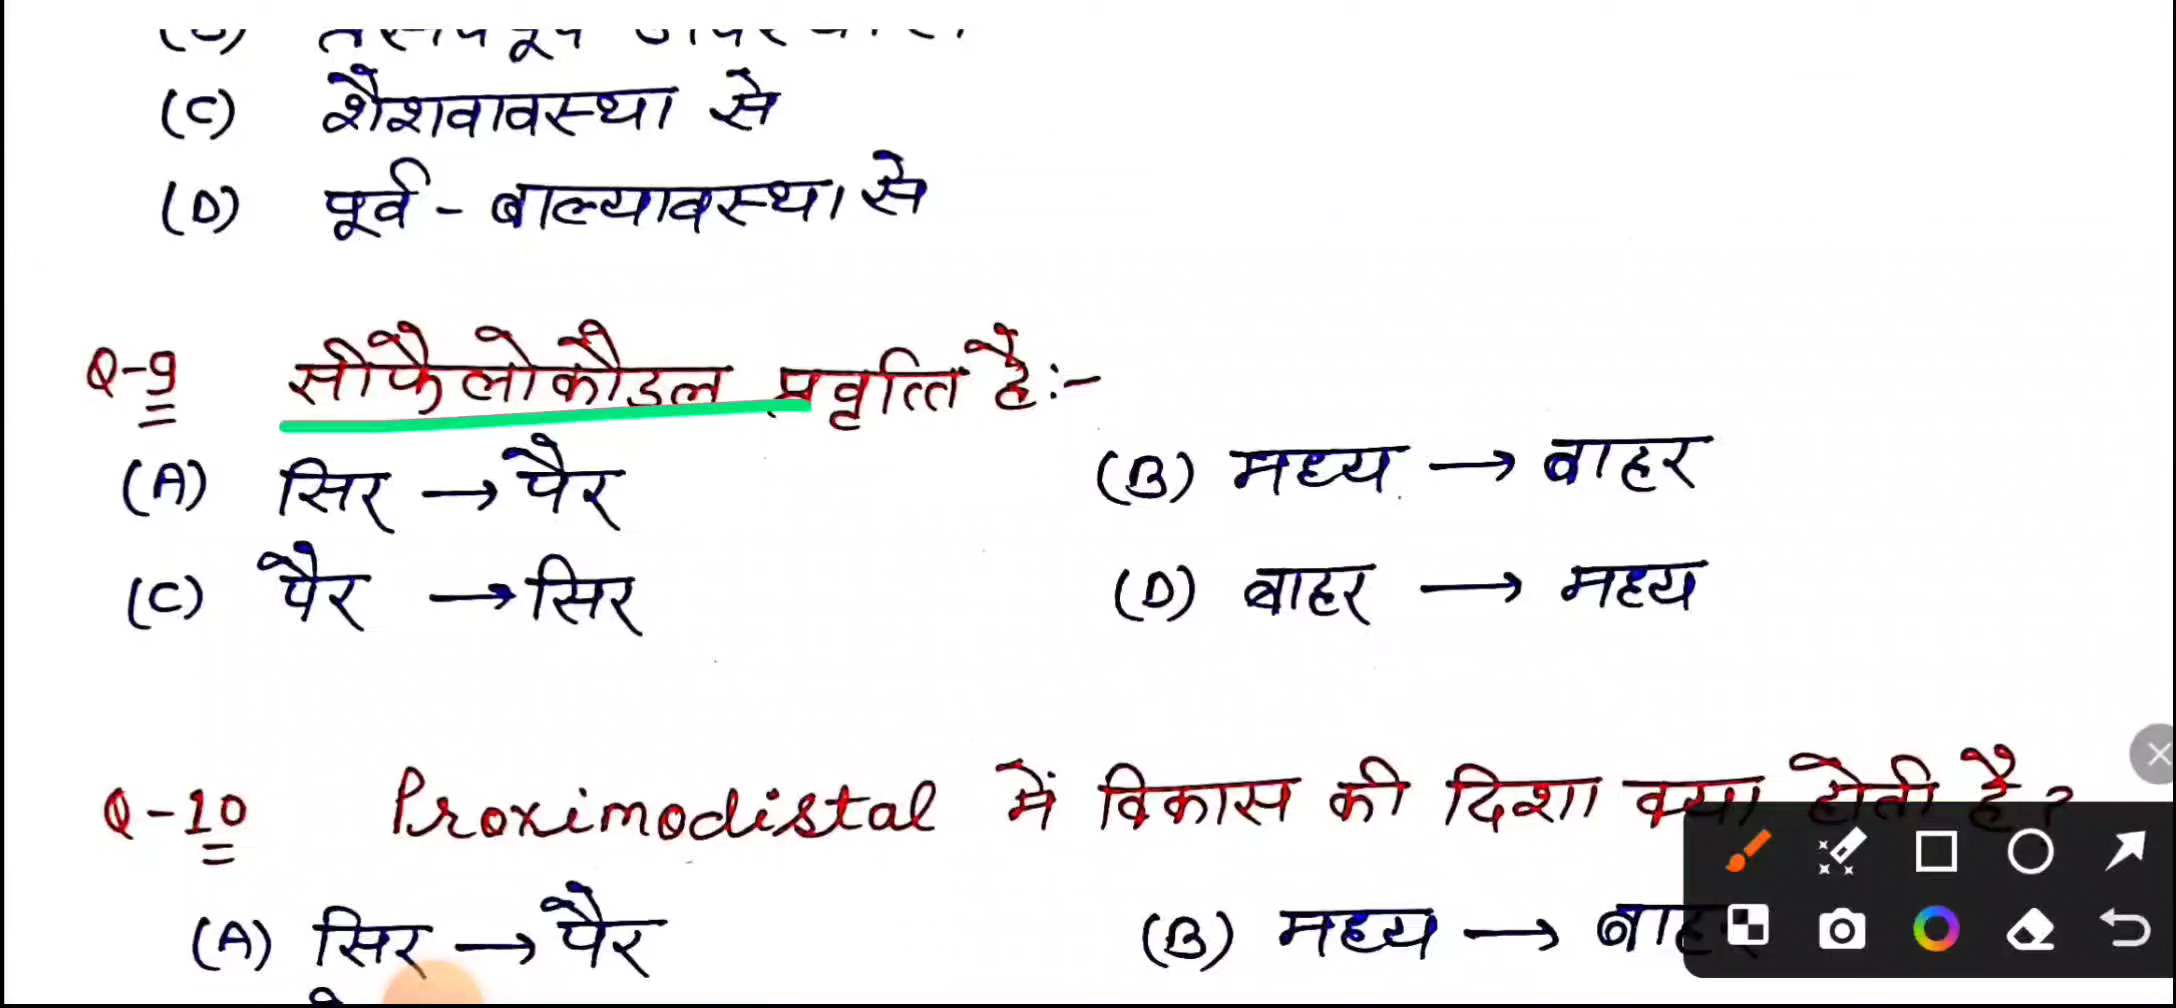 (C) शैशवावस्था से
(D) पूर्व - बाल्यावस्था से
Q-9 सीफैलोकौडल प्रवृत्ति है:-
(A) सिर → पैर (B) मध्य → बाहर
(C) पैर → सिर (D) बाहर → मध्य
Q-10 Proximodistal में विकास की दिशा क्या होती है?
(A) सिर → पैर (B) मध्य →